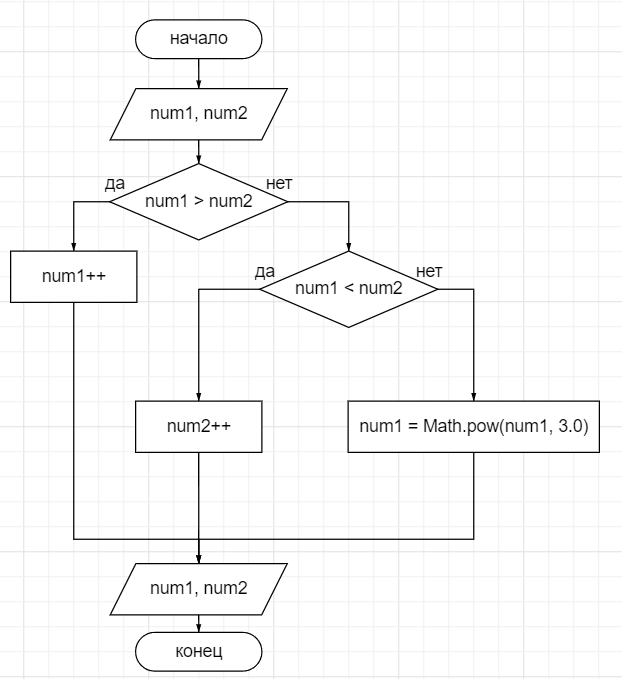 начало
num1, num2
да
нет
num1 > num2
num1++
да
нет
num1 < num2
num2++
num1 = Math.pow(num1, 3.0)
num1, num2
конец